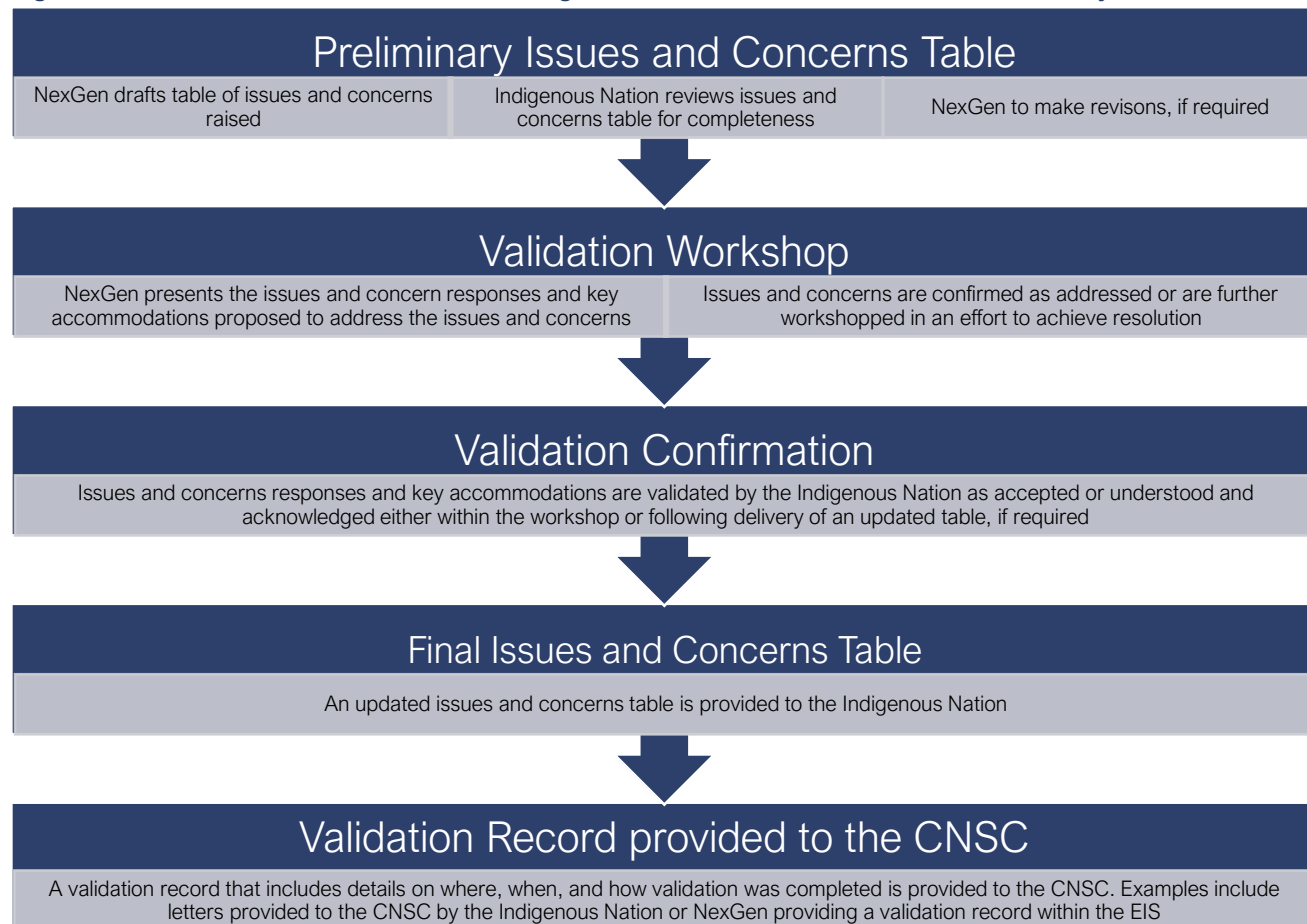 Preliminary Issues and Concerns Table
NexGen drafts table of issues and concerns
raised
Indigenous Nation reviews issues and
concerns table for completeness
NexGen to make revisons, if required
Validation Workshop
NexGen presents the issues and concern responses and key
accommodations proposed to address the issues and concerns
Issues and concerns are confirmed as addressed or are further
workshopped in an effort to achieve resolution
Validation Confirmation
Issues and concerns responses and key accommodations are validated by the Indigenous Nation as accepted or understood and
acknowledged either within the workshop or following delivery of an updated table, if required
Final Issues and Concerns Table
An updated issues and concerns table is provided to the Indigenous Nation
Validation Record provided to the CNSC
A validation record that includes details on where, when, and how validation was completed is provided to the CNSC. Examples include
letters provided to the CNSC by the Indigenous Nation or NexGen providing a validation record within the EIS